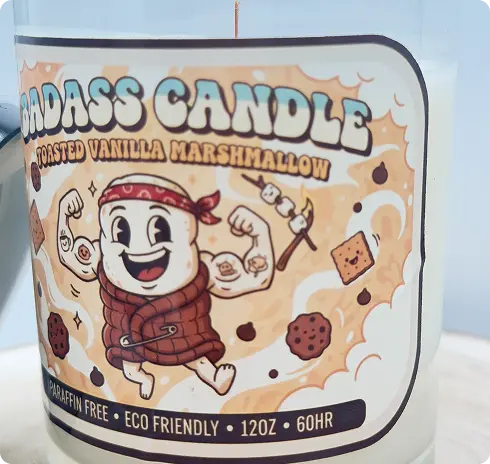 BADASS CANDLE
TOASTED VANILLA MARSHMALLOW
PARAFFIN FREE • ECO FRIENDLY • 12OZ • 60HR